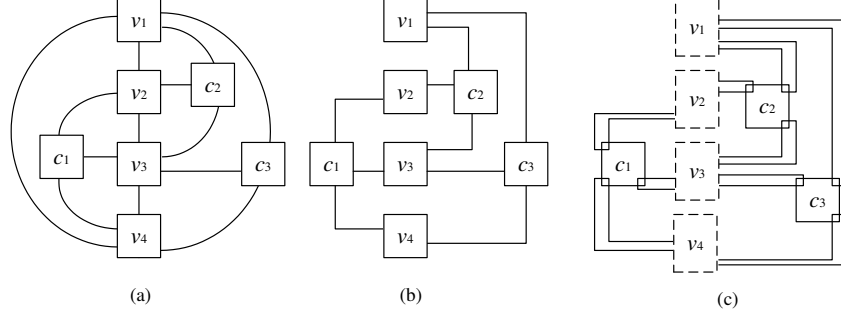 v1 v1 v1
v2 c2 v2 c2 v2 c2
c1 v3 c3 c1 v3 c3 c1 v3 c3
v4 v4 v4
(a) (b) (c)